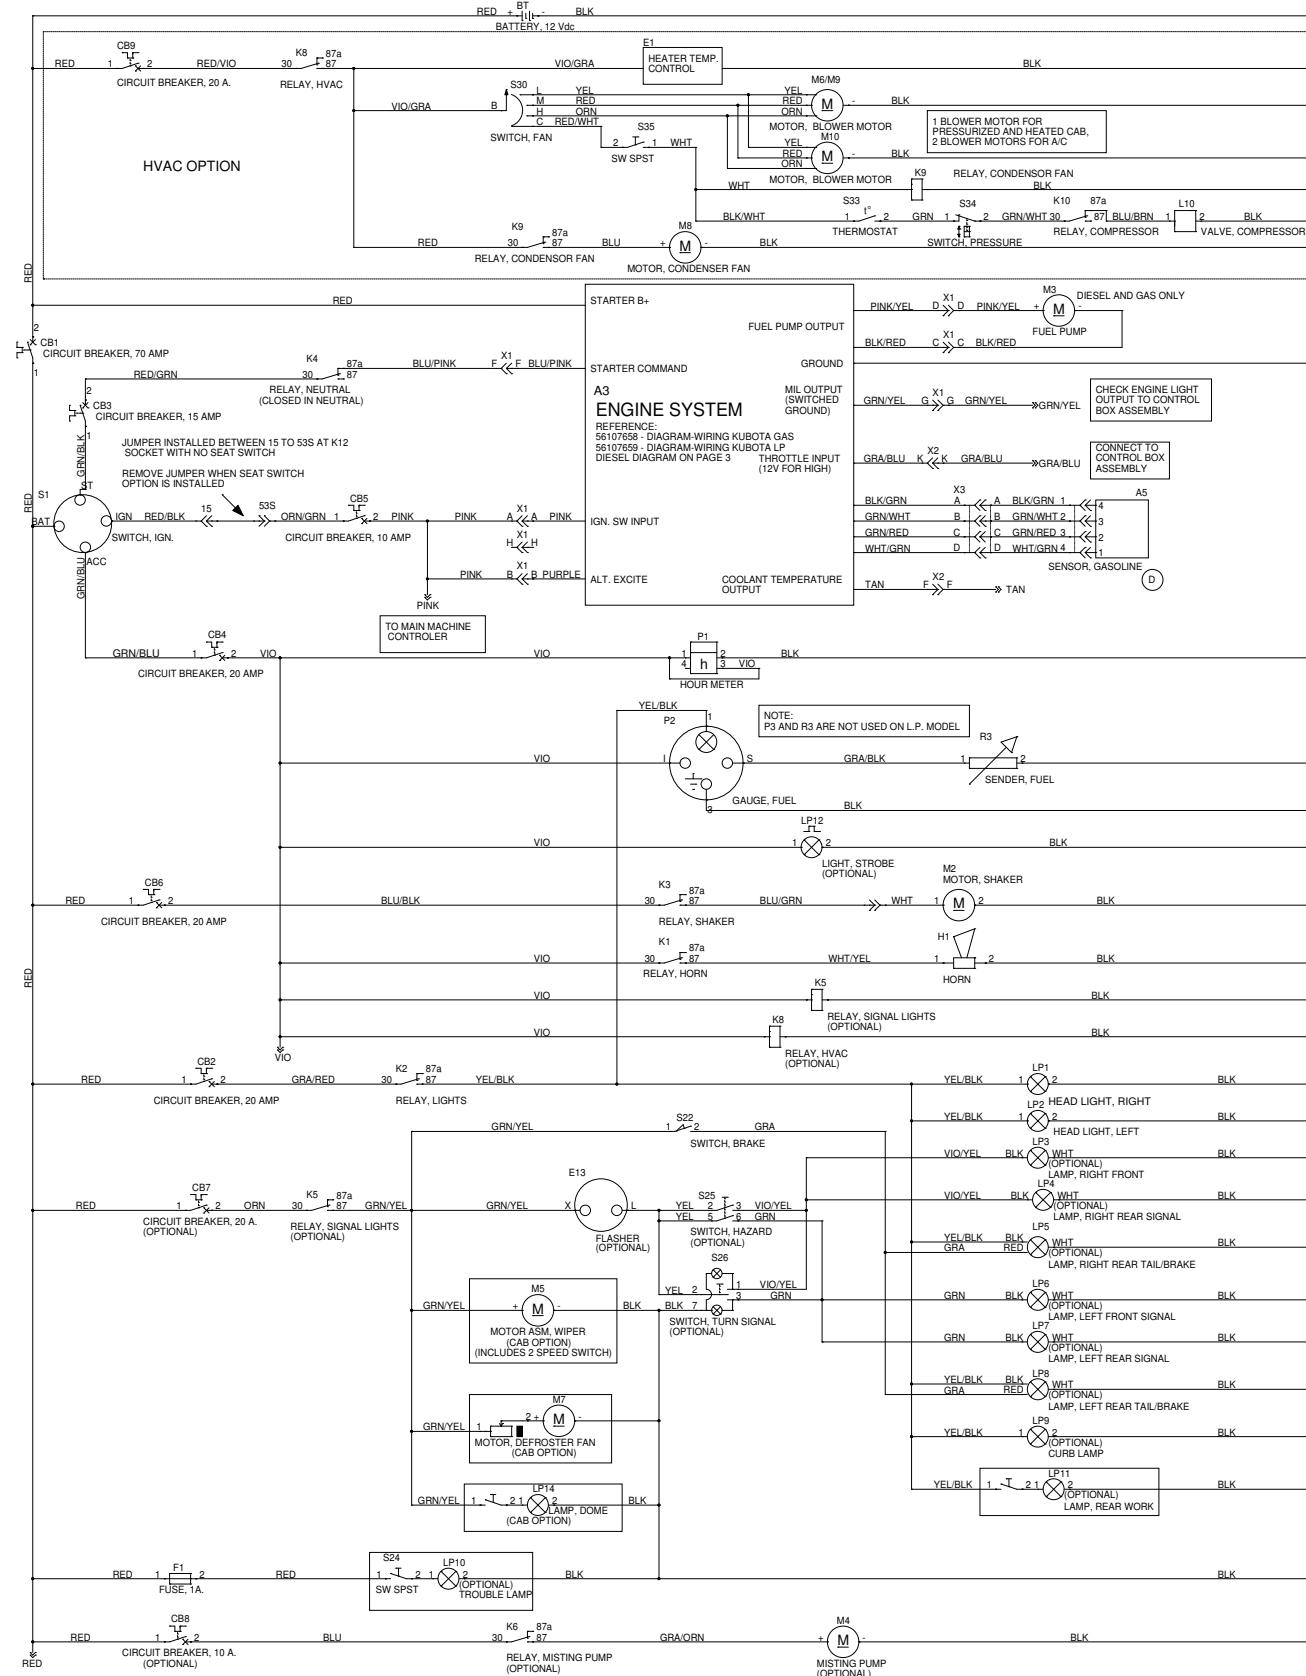 RED + BT - BLK
BATTERY, 12 Vdc
CB9
RED 1 2 RED/VIO
CIRCUIT BREAKER, 20 A.
K8 87a
30 87
RELAY, HVAC
VIO/GRA
E1
HEATER TEMP.
CONTROL
BLK
VIO/GRA B
S30
L YEL
M RED
H ORN
C RED/WHT
SWITCH, FAN
M6/M9
YEL
RED M - BLK
ORN
MOTOR, BLOWER MOTOR
1 BLOWER MOTOR FOR
PRESSURIZED AND HEATED CAB,
2 BLOWER MOTORS FOR A/C
S35
2 1 WHT
SW SPST
M10
YEL
RED M - BLK
ORN
MOTOR, BLOWER MOTOR
HVAC OPTION
WHT K9 BLK
RELAY, CONDENSOR FAN
BLK/WHT
S33
t°
1 2 GRN
THERMOSTAT
S34
1 2 GRN/WHT
SWITCH, PRESSURE
K10 87a
30 87 BLU/BRN
RELAY, COMPRESSOR
L10
1 2 BLK
VALVE, COMPRESSOR
RED
K9 87a
30 87 BLU
RELAY, CONDENSOR FAN
M8
+ M - BLK
MOTOR, CONDENSER FAN
RED
RED
STARTER B+
2
CB1
CIRCUIT BREAKER, 70 AMP
1
FUEL PUMP OUTPUT
PINK/YEL D X1 D PINK/YEL
M3
+ M -
FUEL PUMP
DIESEL AND GAS ONLY
BLK/RED C X1 C BLK/RED
GROUND
RED/GRN
K4 87a
30 87
RELAY, NEUTRAL
(CLOSED IN NEUTRAL)
BLU/PINK F X1 F BLU/PINK
STARTER COMMAND
2
CB3
CIRCUIT BREAKER, 15 AMP
1
GRN/BLK
A3
ENGINE SYSTEM
REFERENCE:
56107658 - DIAGRAM-WIRING KUBOTA GAS
56107659 - DIAGRAM-WIRING KUBOTA LP
DIESEL DIAGRAM ON PAGE 3
MIL OUTPUT
(SWITCHED
GROUND)
GRN/YEL G X1 G GRN/YEL GRN/YEL
CHECK ENGINE LIGHT
OUTPUT TO CONTROL
BOX ASSEMBLY
THROTTLE INPUT
(12V FOR HIGH)
GRA/BLU K X2 K GRA/BLU GRA/BLU
CONNECT TO
CONTROL BOX
ASSEMBLY
JUMPER INSTALLED BETWEEN 15 TO 53S AT K12
SOCKET WITH NO SEAT SWITCH
REMOVE JUMPER WHEN SEAT SWITCH
OPTION IS INSTALLED
RED
S1 ST
BAT IGN RED/BLK 15 53S ORN/GRN 1 CB5 2 PINK
SWITCH, IGN.
CIRCUIT BREAKER, 10 AMP
ACC
GRN/BLU
PINK A X1 A PINK
IGN. SW INPUT
H X1 H
PINK B X1 B PURPLE
ALT. EXCITE
PINK
TO MAIN MACHINE
CONTROLER
X3 A5
BLK/GRN A A BLK/GRN 1 4
GRN/WHT B B GRN/WHT 2 3
GRN/RED C C GRN/RED 3 2
WHT/GRN D D WHT/GRN 4 1
SENSOR, GASOLINE
D
COOLANT TEMPERATURE
OUTPUT
TAN F X2 F TAN
GRN/BLU 1 CB4 2 VIO
CIRCUIT BREAKER, 20 AMP
VIO
P1
1 2 BLK
4 h 3 VIO
HOUR METER
YEL/BLK
P2 1
NOTE:
P3 AND R3 ARE NOT USED ON L.P. MODEL
VIO I S GRA/BLK
R3
1 2
SENDER, FUEL
GAUGE, FUEL
3 BLK
VIO
LP12
1 2 BLK
LIGHT, STROBE
(OPTIONAL)
RED
CB6
1 2
CIRCUIT BREAKER, 20 AMP
BLU/BLK
K3 87a
30 87 BLU/GRN WHT
RELAY, SHAKER
M2
MOTOR, SHAKER
1 M 2 BLK
RED
VIO
K1 87a
30 87 WHT/YEL
RELAY, HORN
H1
1 2 BLK
HORN
VIO K5 BLK
RELAY, SIGNAL LIGHTS
(OPTIONAL)
VIO K8 BLK
RELAY, HVAC
(OPTIONAL)
VIO
RED
CB2
1 2 GRA/RED
CIRCUIT BREAKER, 20 AMP
K2 87a
30 87 YEL/BLK
RELAY, LIGHTS
LP1
YEL/BLK 1 2 BLK
HEAD LIGHT, RIGHT
LP2
YEL/BLK 1 2 BLK
HEAD LIGHT, LEFT
GRN/YEL
S22
1 2 GRA
SWITCH, BRAKE
LP3
VIO/YEL BLK WHT BLK
(OPTIONAL)
LAMP, RIGHT FRONT
LP4
VIO/YEL BLK WHT BLK
(OPTIONAL)
LAMP, RIGHT REAR SIGNAL
RED
CB7
1 2 ORN
CIRCUIT BREAKER, 20 A.
(OPTIONAL)
K5 87a
30 87 GRN/YEL
RELAY, SIGNAL LIGHTS
(OPTIONAL)
GRN/YEL
E13
X L
FLASHER
(OPTIONAL)
S25
YEL 2 3 VIO/YEL
YEL 5 6 GRN
SWITCH, HAZARD
(OPTIONAL)
LP5
YEL/BLK BLK WHT BLK
GRA RED (OPTIONAL)
LAMP, RIGHT REAR TAIL/BRAKE
S26
YEL 2 1 VIO/YEL
3 GRN
BLK 7
SWITCH, TURN SIGNAL
(OPTIONAL)
GRN/YEL
M5
+ M - BLK
MOTOR ASM, WIPER
(CAB OPTION)
(INCLUDES 2 SPEED SWITCH)
LP6
GRN BLK WHT BLK
(OPTIONAL)
LAMP, LEFT FRONT SIGNAL
LP7
GRN BLK WHT BLK
(OPTIONAL)
LAMP, LEFT REAR SIGNAL
LP8
YEL/BLK BLK WHT BLK
GRA RED (OPTIONAL)
LAMP, LEFT REAR TAIL/BRAKE
GRN/YEL 1
M7
2 + M -
MOTOR, DEFROSTER FAN
(CAB OPTION)
LP9
YEL/BLK 1 2 BLK
(OPTIONAL)
CURB LAMP
GRN/YEL 1 2 1 LP14 2 BLK
LAMP, DOME
(CAB OPTION)
YEL/BLK 1 2 1 LP11 2 BLK
(OPTIONAL)
LAMP, REAR WORK
RED 1 F1 2 RED
FUSE, 1A.
S24
1 2
SW SPST
LP10
1 2 BLK
(OPTIONAL)
TROUBLE LAMP
BLK
RED
CB8
1 2 BLU
CIRCUIT BREAKER, 10 A.
(OPTIONAL)
K6 87a
30 87 GRA/ORN
RELAY, MISTING PUMP
(OPTIONAL)
M4
+ M - BLK
MISTING PUMP
(OPTIONAL)
RED